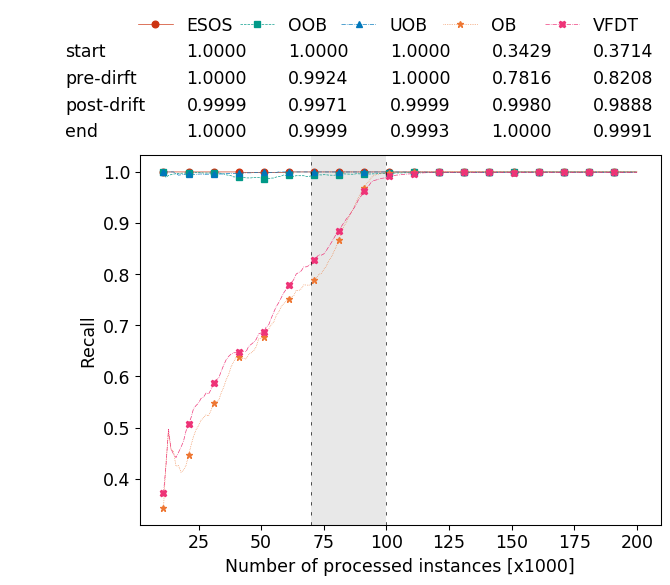 ESOS OOB UOB OB VFDT
start 1.0000 1.0000 1.0000 0.3429 0.3714
pre-dirft 1.0000 0.9924 1.0000 0.7816 0.8208
post-drift 0.9999 0.9971 0.9999 0.9980 0.9888
end 1.0000 0.9999 0.9993 1.0000 0.9991
1.0
0.9
0.8
0.7
0.6
0.5
0.4
Recall
25 50 75 100 125 150 175 200
Number of processed instances [x1000]